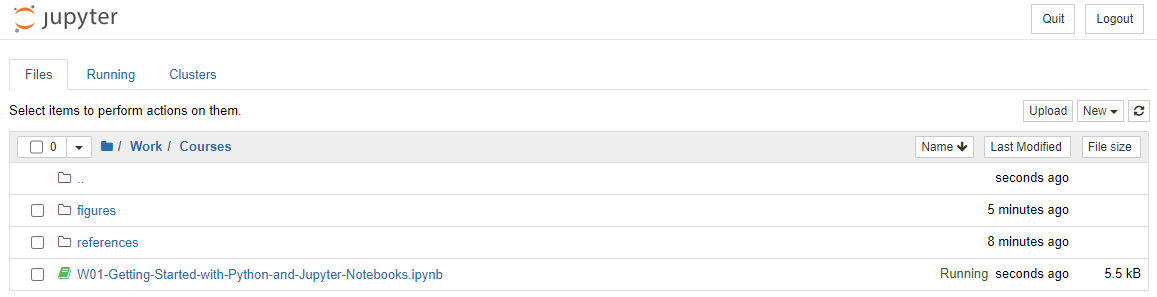 jupyter Quit Logout
Files Running Clusters
Select items to perform actions on them. Upload New
0 / Work / Courses Name Last Modified File size
.. seconds ago
figures 5 minutes ago
references 8 minutes ago
W01-Getting-Started-with-Python-and-Jupyter-Notebooks.ipynb Running seconds ago 5.5 kB